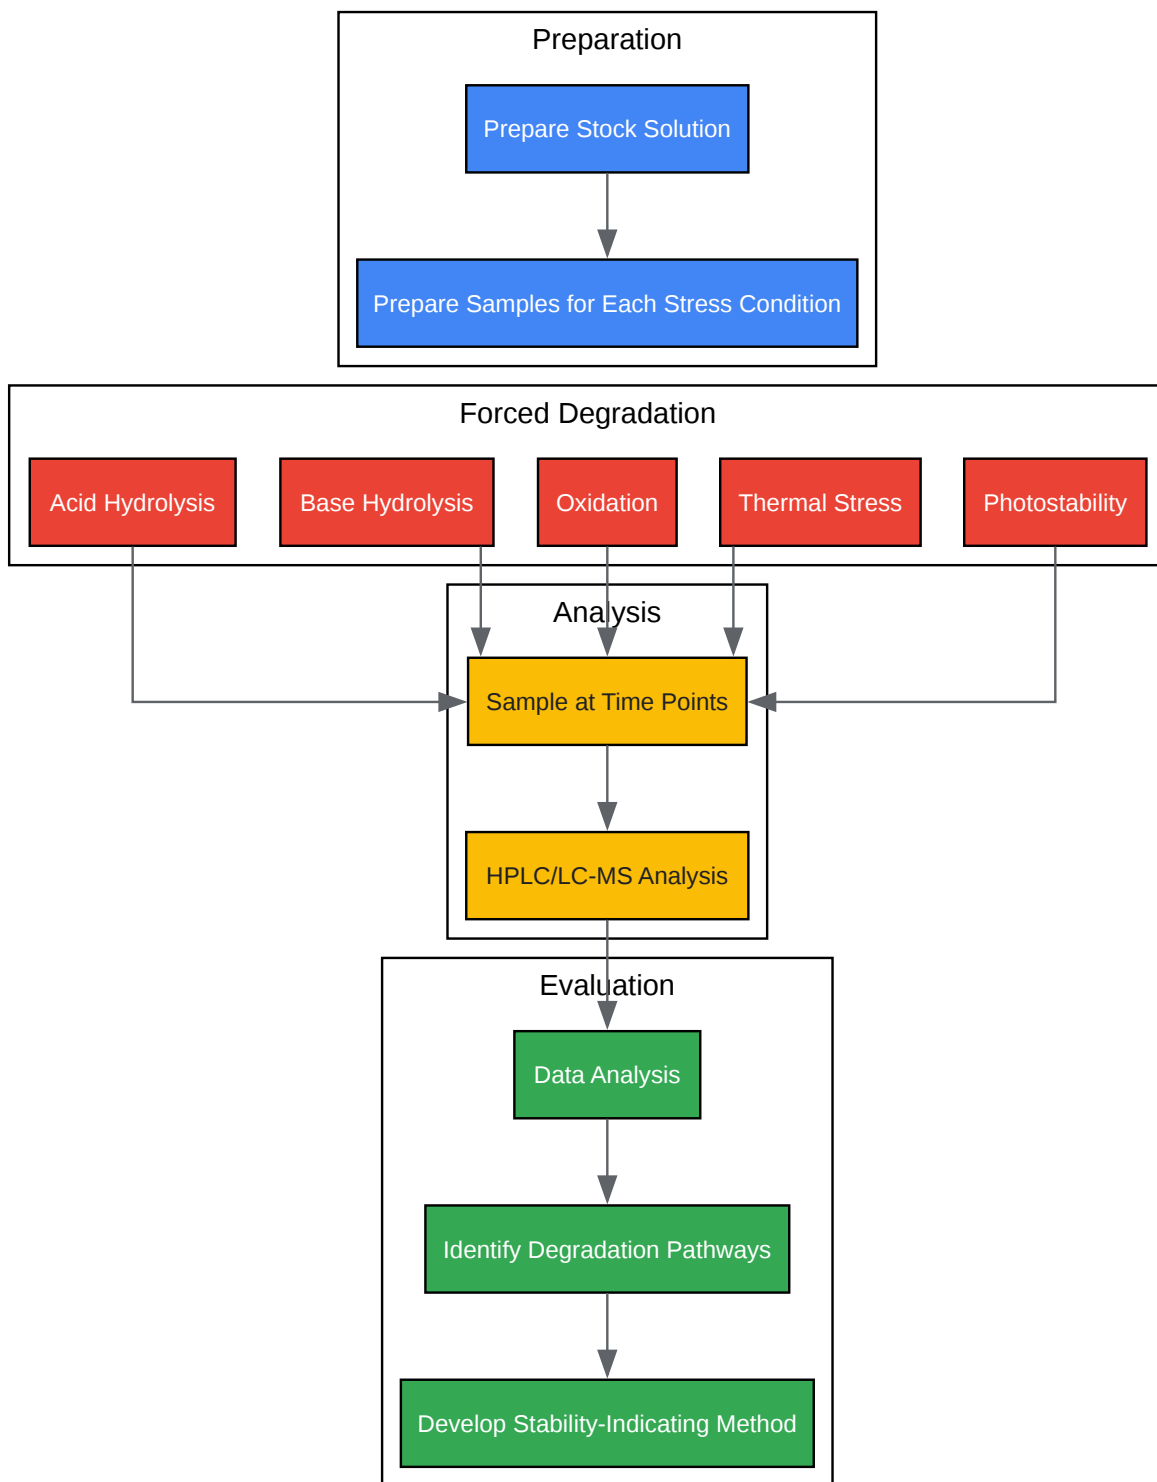 Preparation
Prepare Stock Solution
Prepare Samples for Each Stress Condition
Forced Degradation
Acid Hydrolysis
Base Hydrolysis
Oxidation
Thermal Stress
Photostability
Analysis
Sample at Time Points
HPLC/LC-MS Analysis
Evaluation
Data Analysis
Identify Degradation Pathways
Develop Stability-Indicating Method